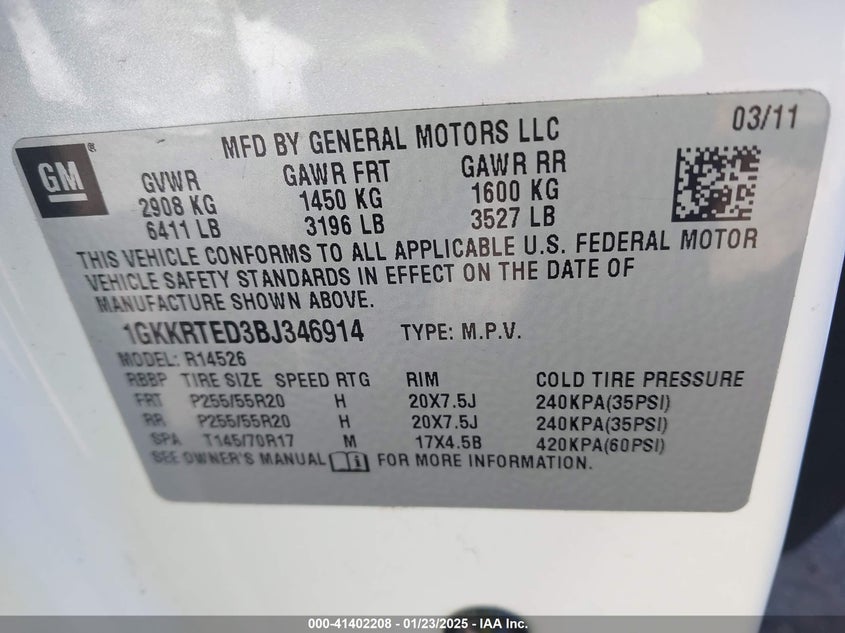 03/11
MFD BY GENERAL MOTORS LLC
GM®
GVWR GAWR FRT GAWR RR
2908 KG 1450 KG 1600 KG
6411 LB 3196 LB 3527 LB
THIS VEHICLE CONFORMS TO ALL APPLICABLE U.S. FEDERAL MOTOR
VEHICLE SAFETY STANDARDS IN EFFECT ON THE DATE OF
MANUFACTURE SHOWN ABOVE.
1GKKRTED3BJ346914 TYPE: M.P.V.
MODEL: R14526
RBBP TIRE SIZE SPEED RTG RIM COLD TIRE PRESSURE
FRT P255/55R20 H 20X7.5J 240KPA(35PSI)
RR P255/55R20 H 20X7.5J 240KPA(35PSI)
SPA T145/70R17 M 17X4.5B 420KPA(60PSI)
SEE OWNER'S MANUAL FOR MORE INFORMATION.
000-41402208 - 01/23/2025 - IAA Inc.